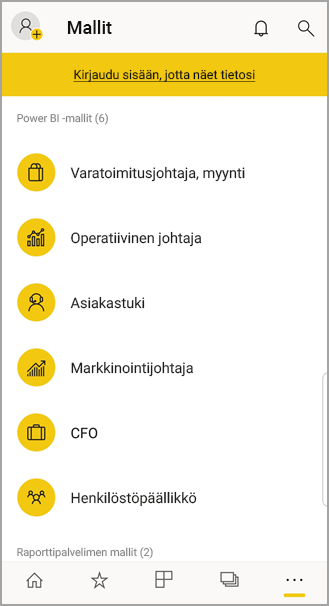 Mallit
Kirjaudu sisään, jotta näet tietosi
Power BI -mallit (6)
Varatoimitusjohtaja, myynti
Operatiivinen johtaja
Asiakastuki
Markkinointijohtaja
CFO
Henkilöstöpäällikkö
Raporttipalvelimen mallit (2)